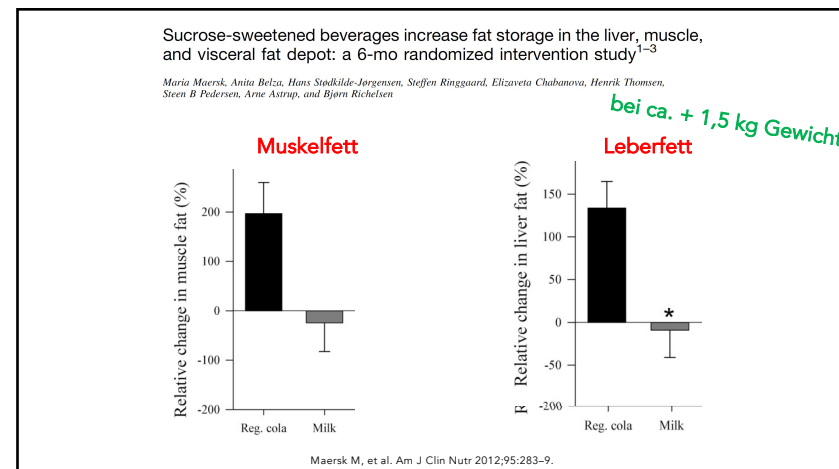 Sucrose-sweetened beverages increase fat storage in the liver, muscle,
and visceral fat depot: a 6-mo randomized intervention study1–3
Maria Maersk, Anita Belza, Hans Stødkilde-Jørgensen, Steffen Ringgaard, Elizaveta Chabanova, Henrik Thomsen,
Steen B Pedersen, Arne Astrup, and Bjørn Richelsen
bei ca. + 1,5 kg Gewicht
Muskelfett
Relative change in muscle fat (%)
200
100
0
-100
-200
Reg. cola Milk
Leberfett
F Relative change in liver fat (%)
150
100
50
0
-50
-200
*
Reg. cola Milk
Maersk M, et al. Am J Clin Nutr 2012;95:283–9.